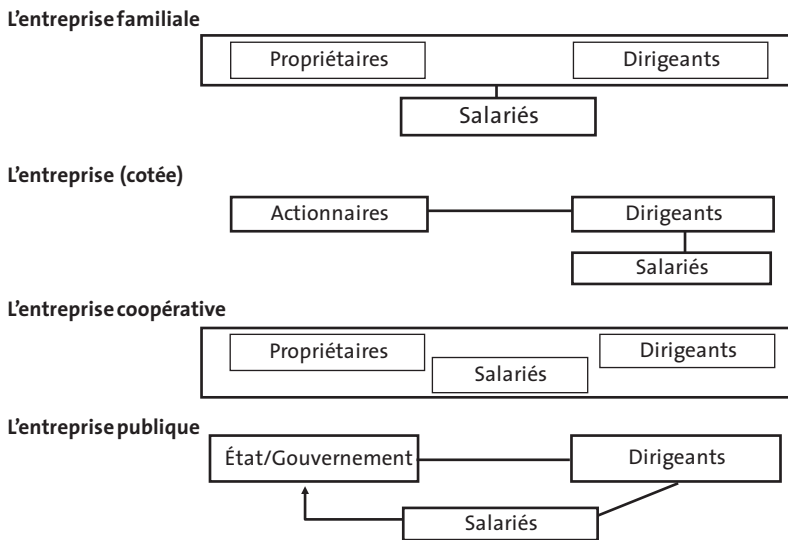 L'entreprise familiale
Propriétaires Dirigeants
Salariés
L'entreprise (cotée)
Actionnaires Dirigeants
Salariés
L'entreprise coopérative
Propriétaires Dirigeants
Salariés
L'entreprise publique
État/Gouvernement Dirigeants
Salariés